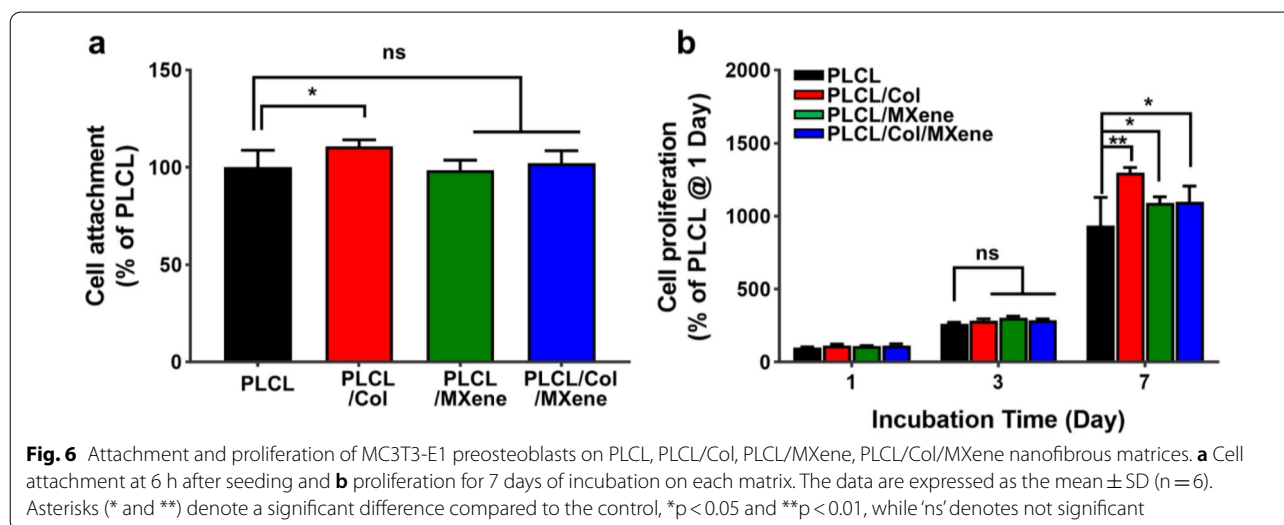 a
ns
*
150
100
50
0
Cell attachment
(% of PLCL)
PLCL
PLCL
/Col
PLCL
/MXene
PLCL/Col
/MXene
b
PLCL
PLCL/Col
PLCL/MXene
PLCL/Col/MXene
2000
1500
1000
500
0
Cell proliferation
(% of PLCL @ 1 Day)
ns
*
*
**
1
3
7
Incubation Time (Day)
Fig. 6 Attachment and proliferation of MC3T3-E1 preosteoblasts on PLCL, PLCL/Col, PLCL/MXene, PLCL/Col/MXene nanofibrous matrices. a Cell
attachment at 6 h after seeding and b proliferation for 7 days of incubation on each matrix. The data are expressed as the mean ± SD (n = 6).
Asterisks (* and **) denote a significant difference compared to the control, *p < 0.05 and **p < 0.01, while ‘ns’ denotes not significant